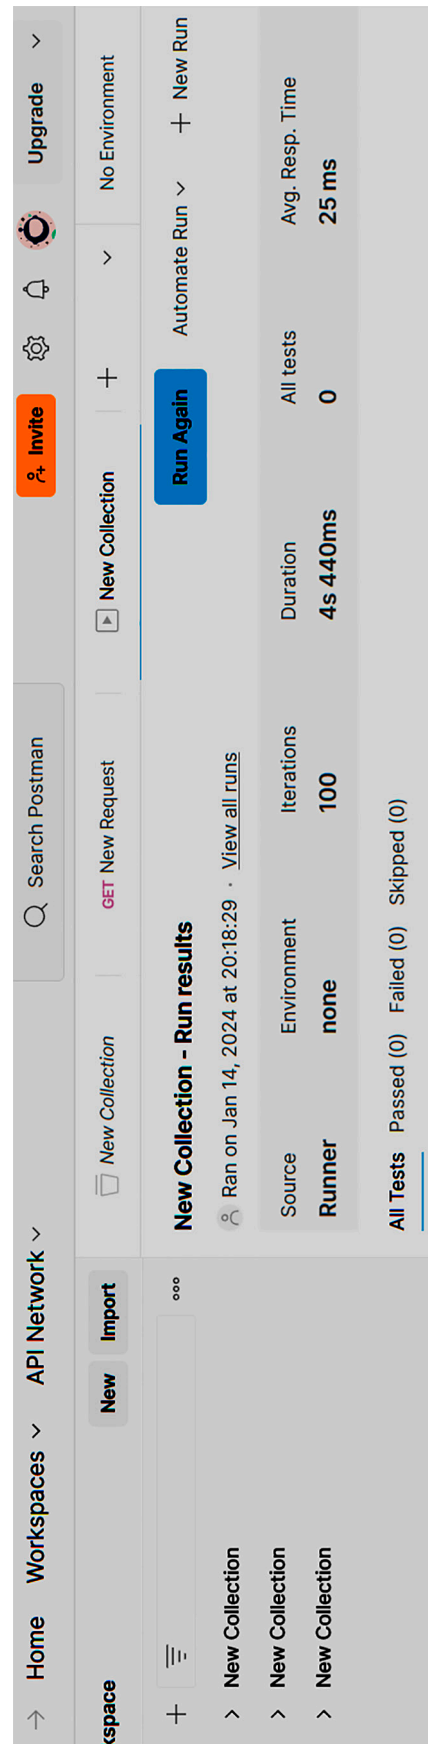 Home Workspaces API Network Search Postman Invite Upgrade
kspace New Import New Collection GET New Request New Collection No Environment
New Collection - Run results Run Again Automate Run + New Run
Ran on Jan 14, 2024 at 20:18:29 · View all runs
Source Environment Iterations Duration All tests Avg. Resp. Time
Runner none 100 4s 440ms 0 25 ms
All Tests Passed (0) Failed (0) Skipped (0)
New Collection
New Collection
New Collection